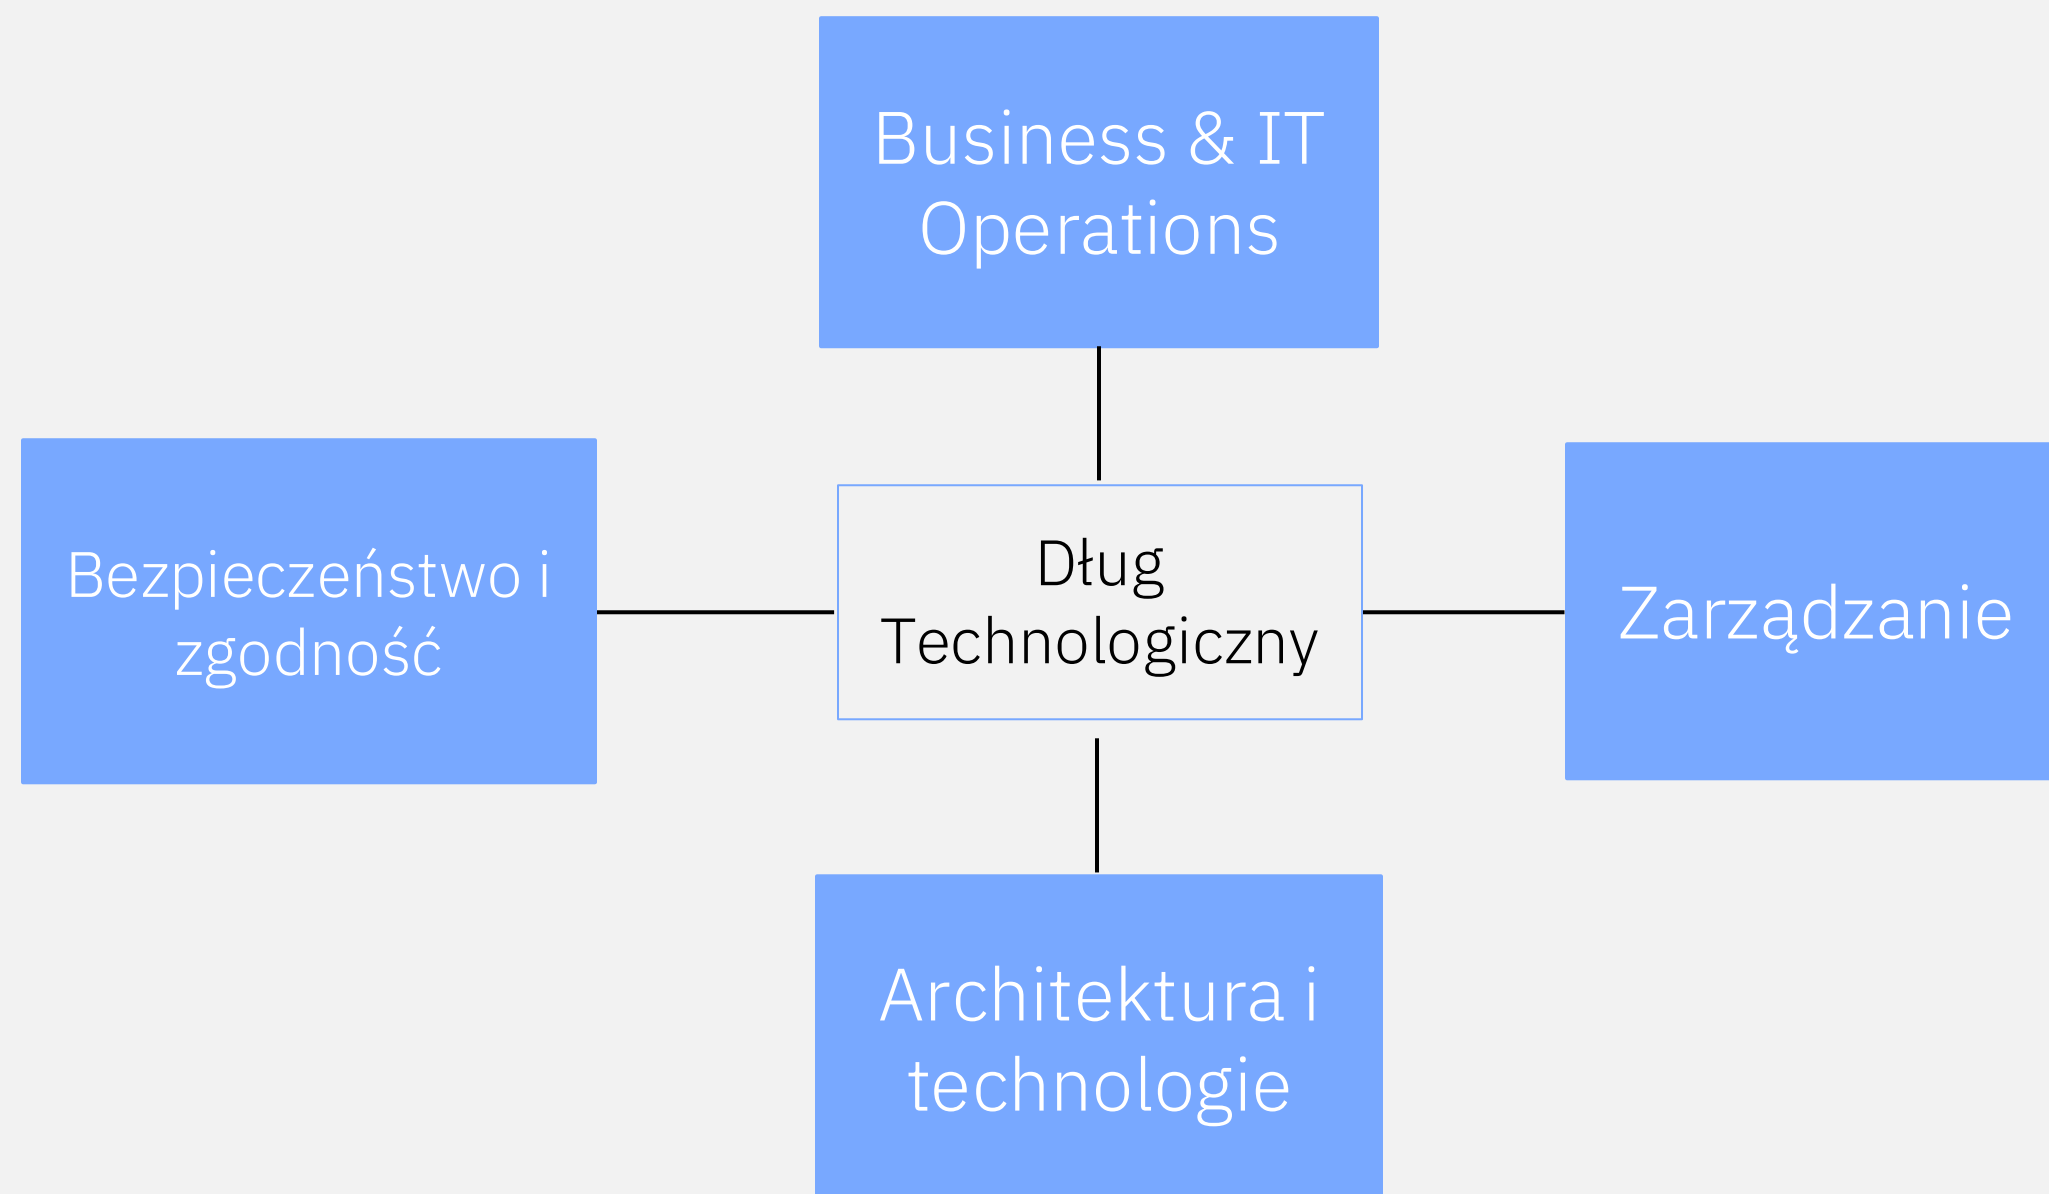 Business & IT
Operations
Bezpieczeństwo i
zgodność
Dług
Technologiczny
Zarządzanie
Architektura i
technologie